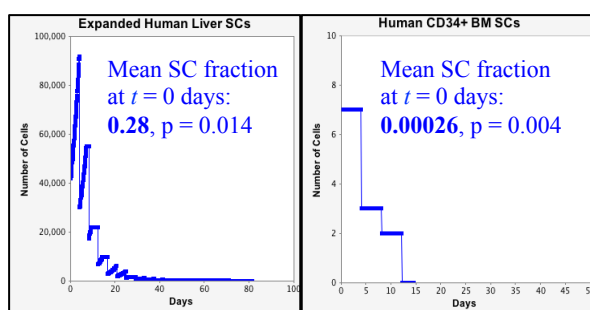 Expanded Human Liver SCs
Mean SC fraction
at t = 0 days:
0.28, p = 0.014
Number of Cells
100,000
80,000
60,000
40,000
20,000
0
0 20 40 60 80 100
Days
Human CD34+ BM SCs
Mean SC fraction
at t = 0 days:
0.00026, p = 0.004
Number of Cells
10
8
6
4
2
0
0 5 10 15 20 25 30 35 40 45 50
Days